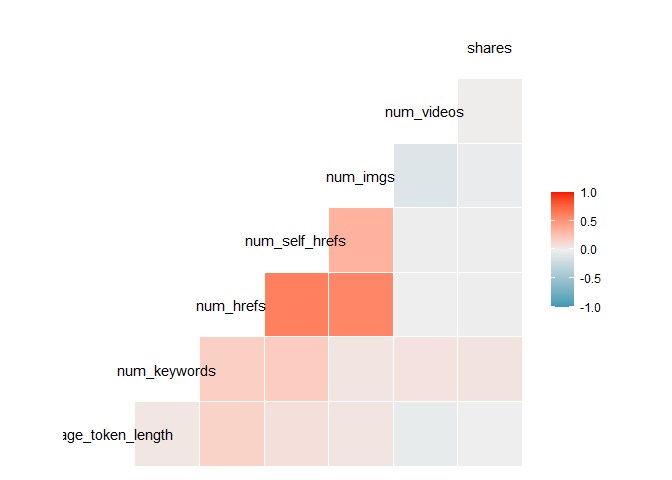 shares
num_videos
num_imgs
num_self_hrefs
num_hrefs
num_keywords
age_token_length
1.0
0.5
0.0
-0.5
-1.0